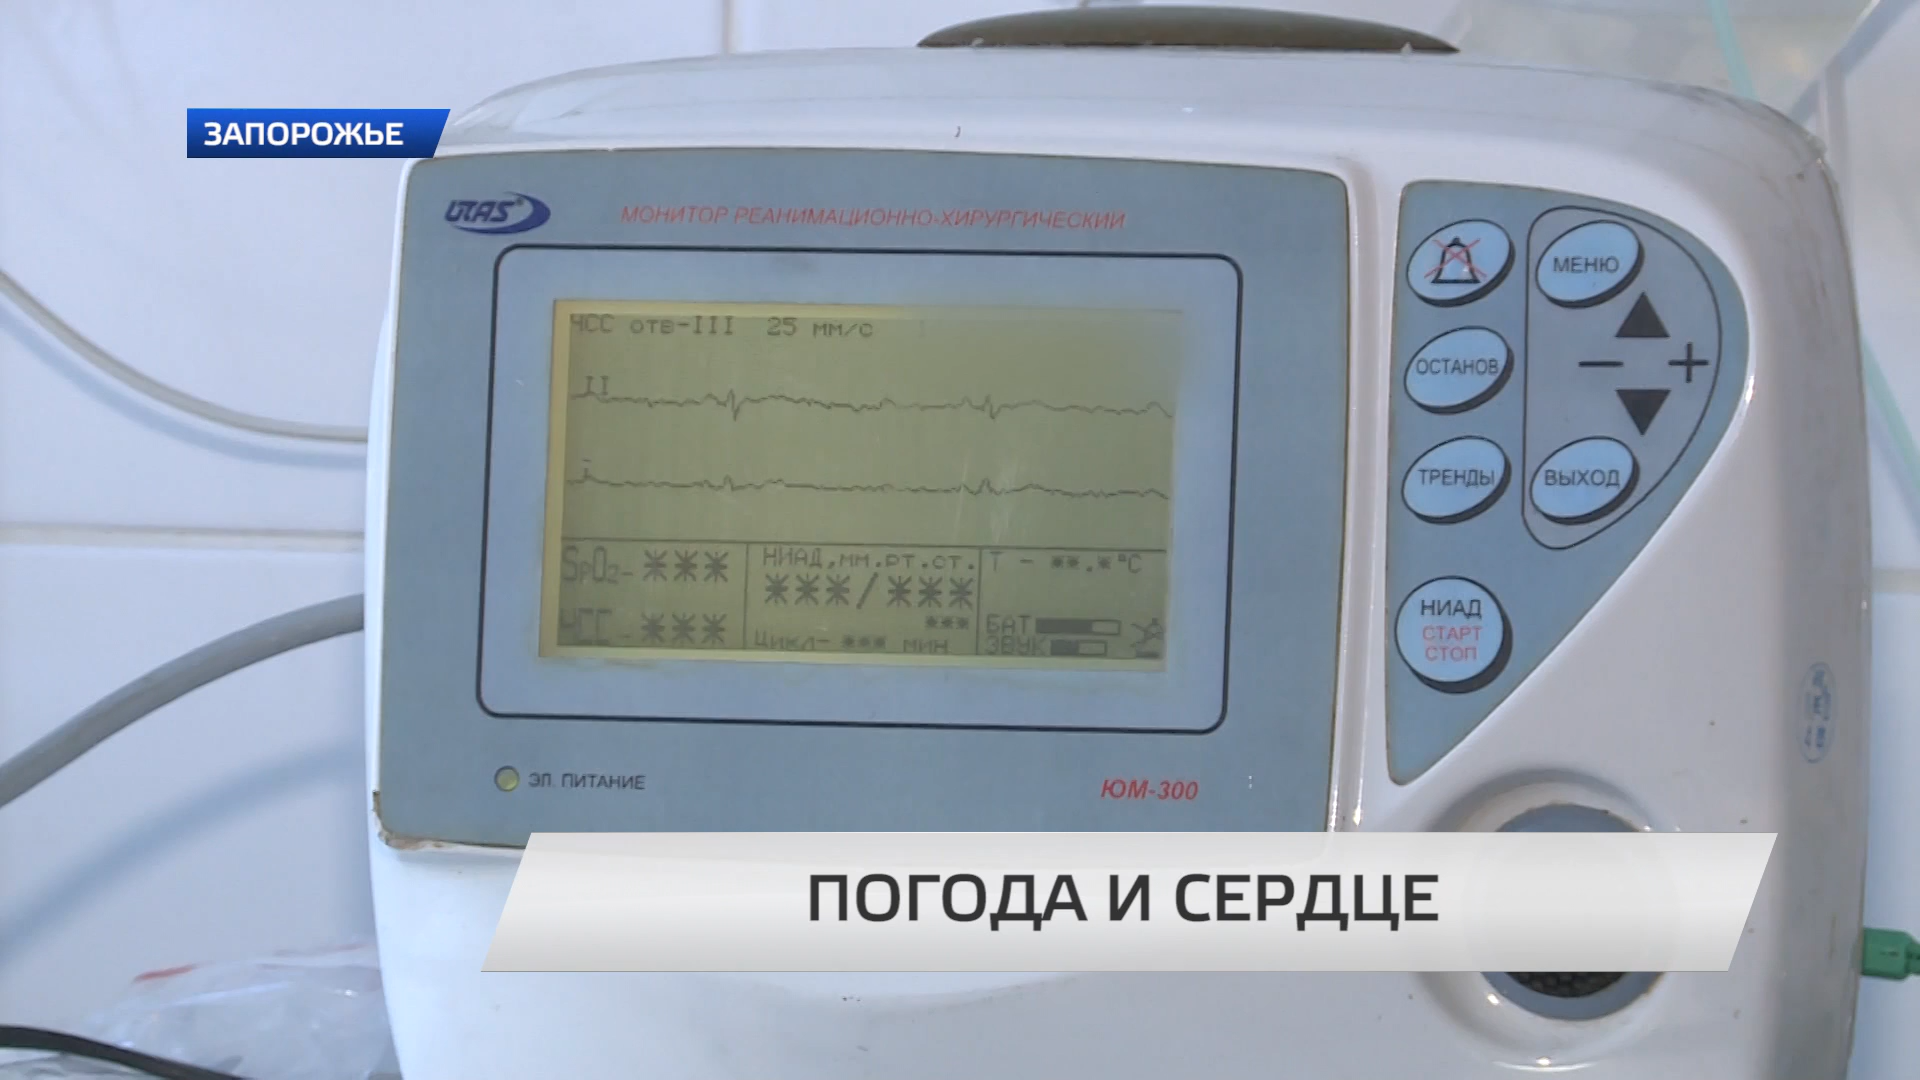 ЗАПОРОЖЬЕ
UTAS®
МОНИТОР РЕАНИМАЦИОННО-ХИРУРГИЧЕСКИЙ
ЧСС отв-III 25 мм/с
II
I
SpO2- ***
НИАД,мм.рт.ст.
***/***
***
T - **.*°C
ЧСС - ***
Цикл- *** мин
БАТ
ЗВУК
МЕНЮ
ОСТАНОВ
− +
ТРЕНДЫ
ВЫХОД
НИАД
СТАРТ
СТОП
ЭЛ. ПИТАНИЕ
ЮМ-300
ПОГОДА И СЕРДЦЕ